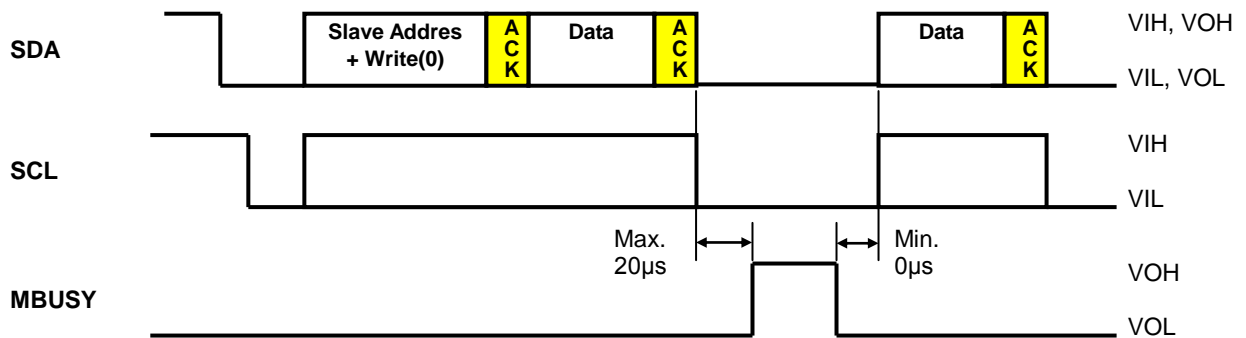 SDA
Slave Addres
+ Write(0)
A
C
K
Data
A
C
K
Data
A
C
K
VIH, VOH
VIL, VOL
SCL
VIH
VIL
Max.
20µs
Min.
0µs
MBUSY
VOH
VOL